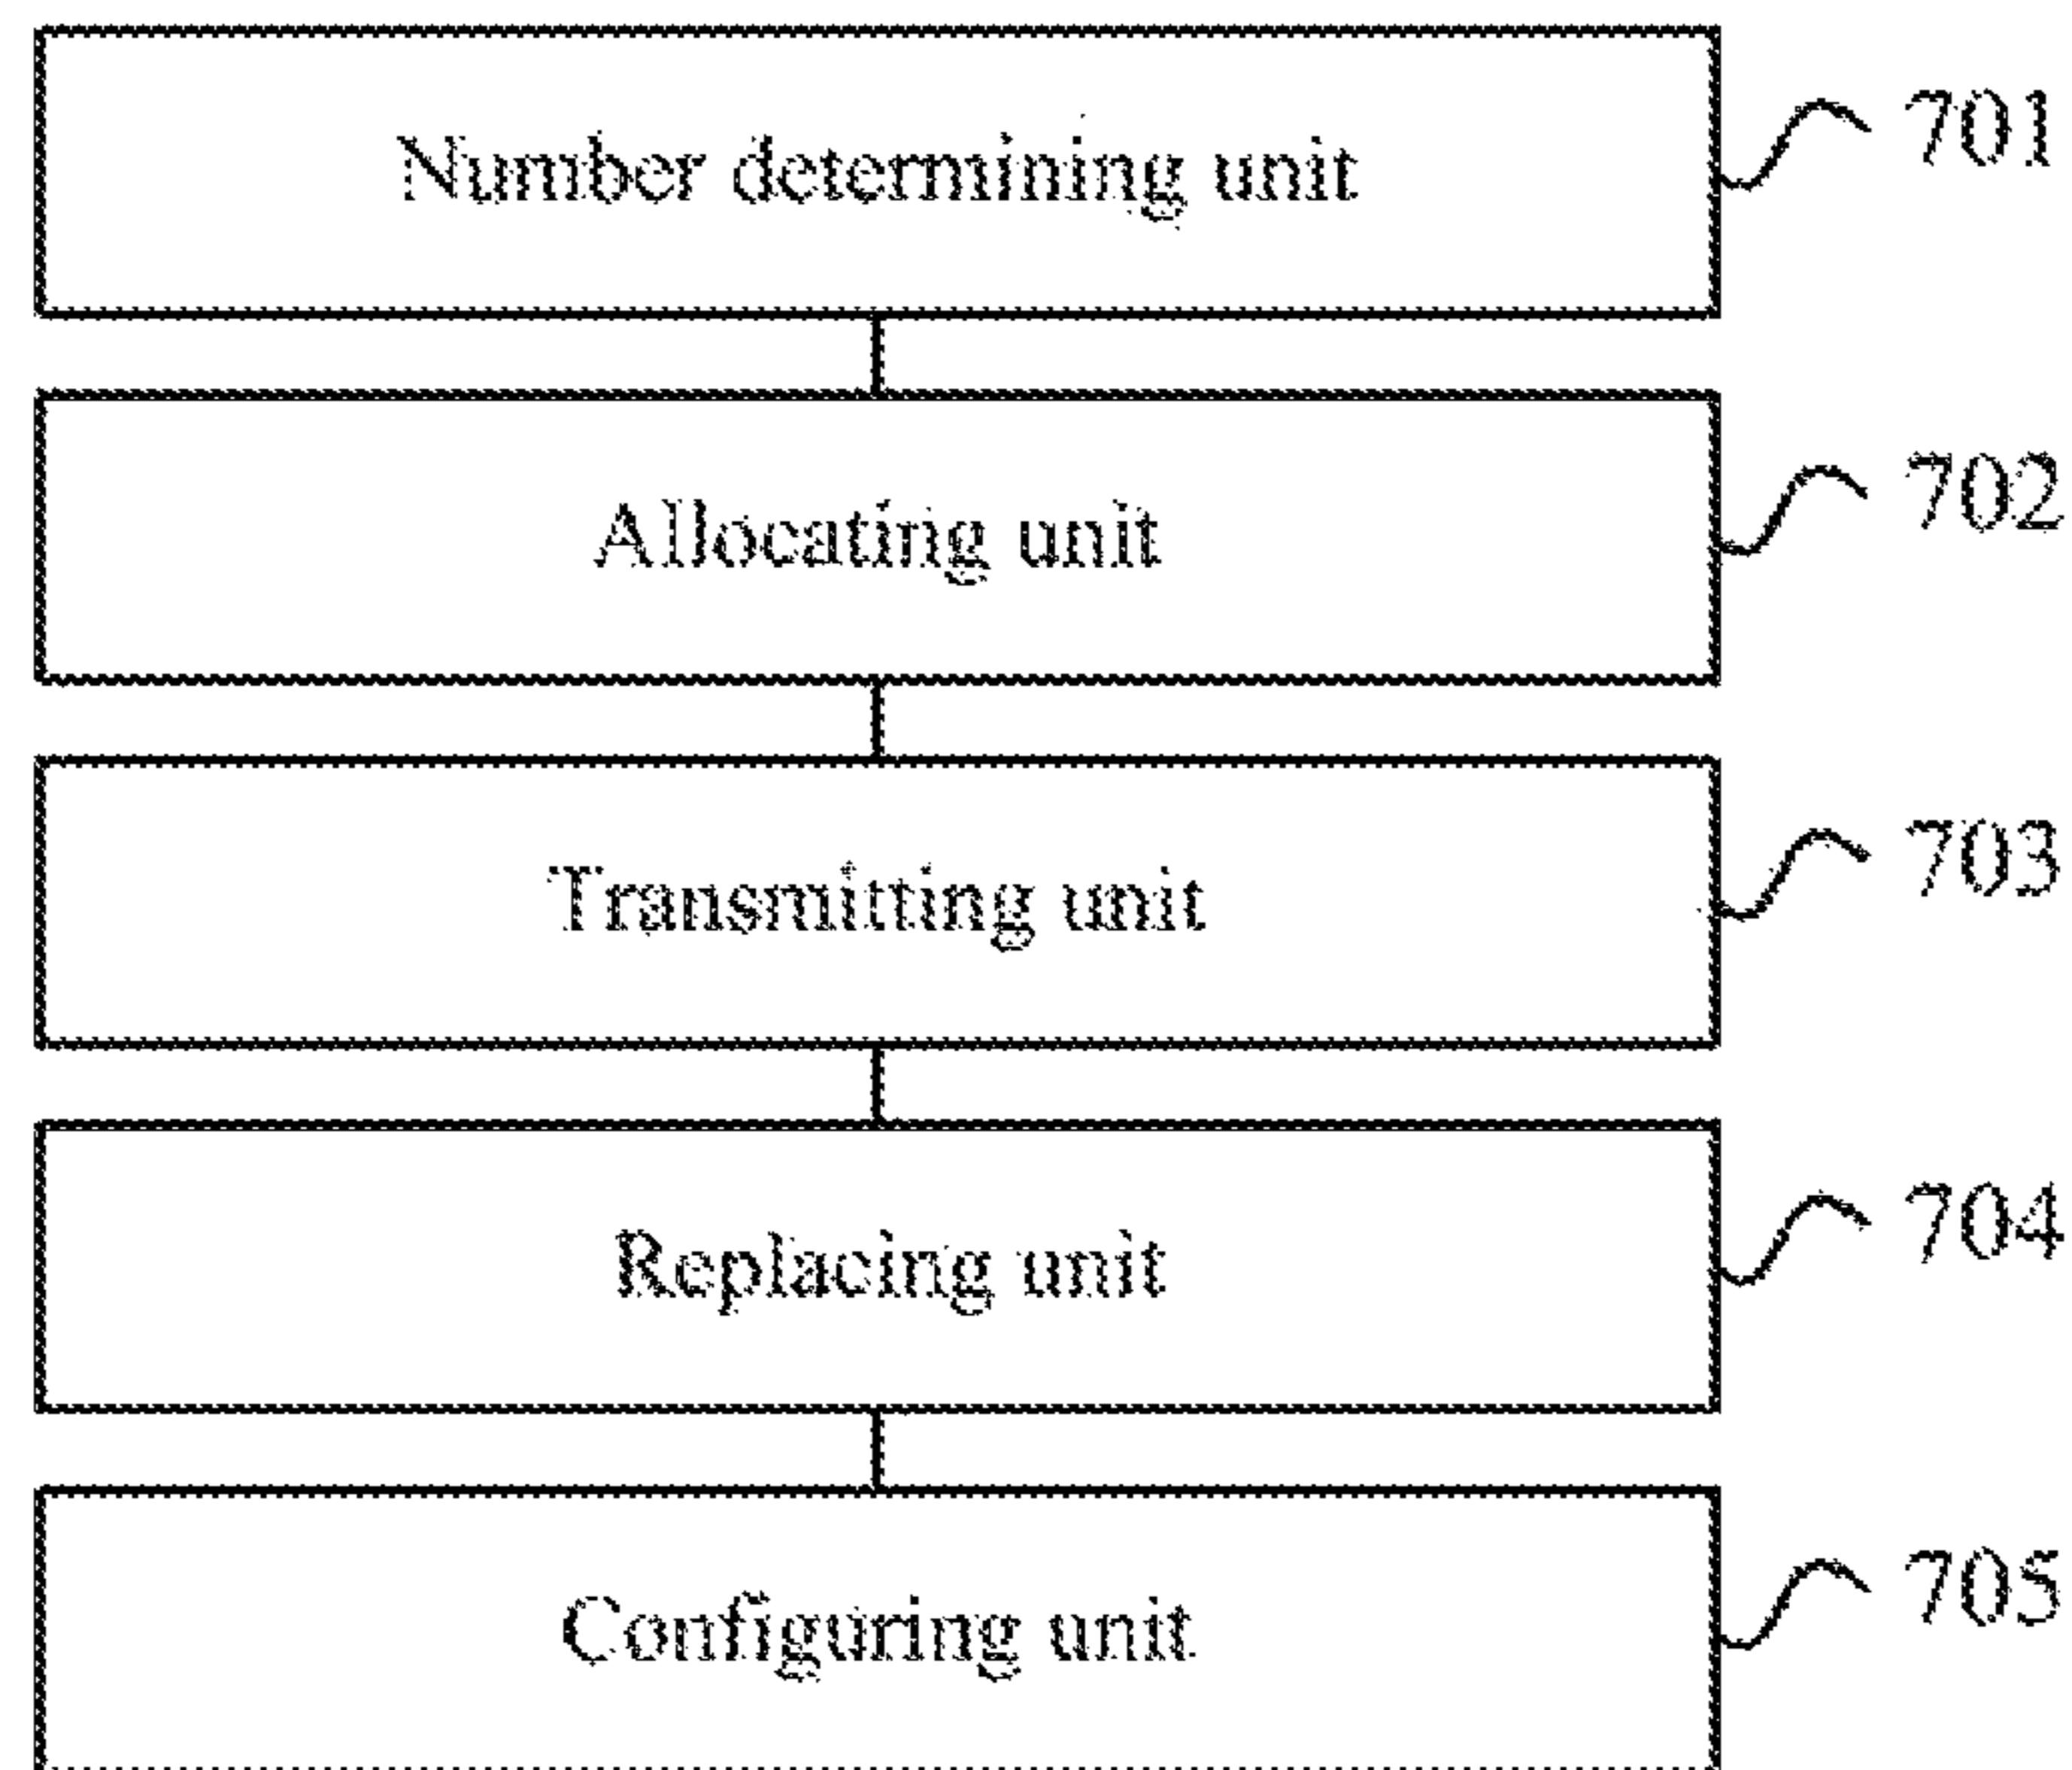 Number determining unit 701
Allocating unit 702
Transmitting unit 703
Replacing unit 704
Configuring unit 705